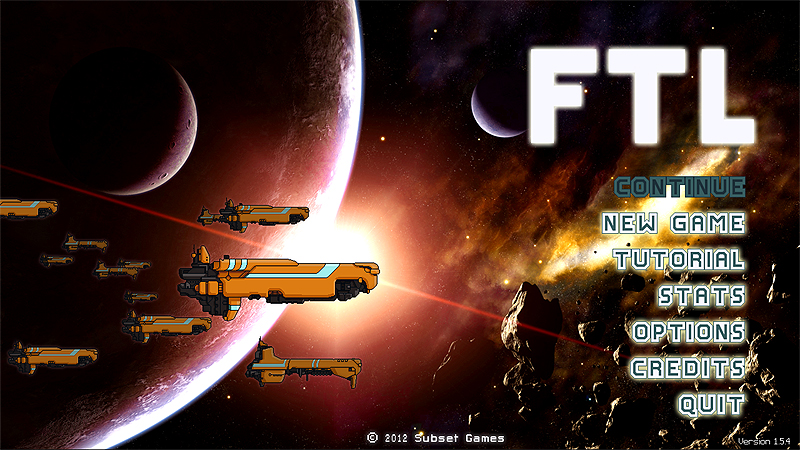 FTL
CONTINUE
NEW GAME
TUTORIAL
STATS
OPTIONS
CREDITS
QUIT
© 2012 Subset Games
Version 1.5.4